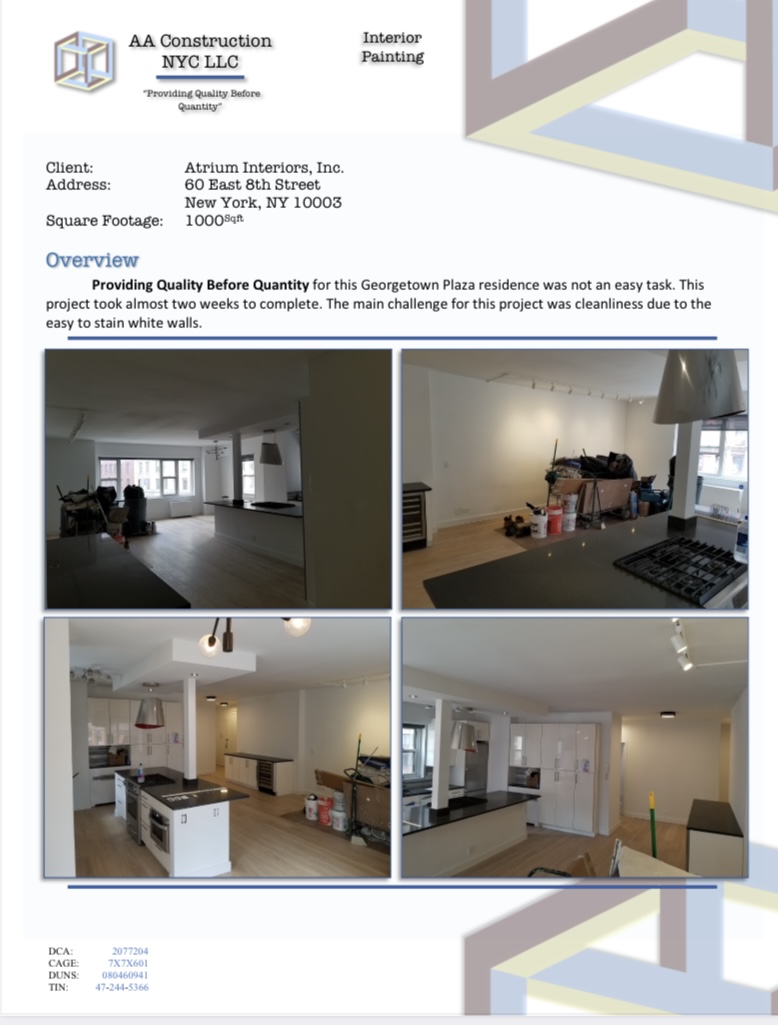 AA Construction
NYC LLC
"Providing Quality Before
Quantity"
Interior
Painting
Client: Atrium Interiors, Inc.
Address: 60 East 8th Street
New York, NY 10003
Square Footage: 1000Sqft
Overview
Providing Quality Before Quantity for this Georgetown Plaza residence was not an easy task. This
project took almost two weeks to complete. The main challenge for this project was cleanliness due to the
easy to stain white walls.
DCA: 2077204
CAGE: 7X7X601
DUNS: 080460941
TIN: 47-244-5366